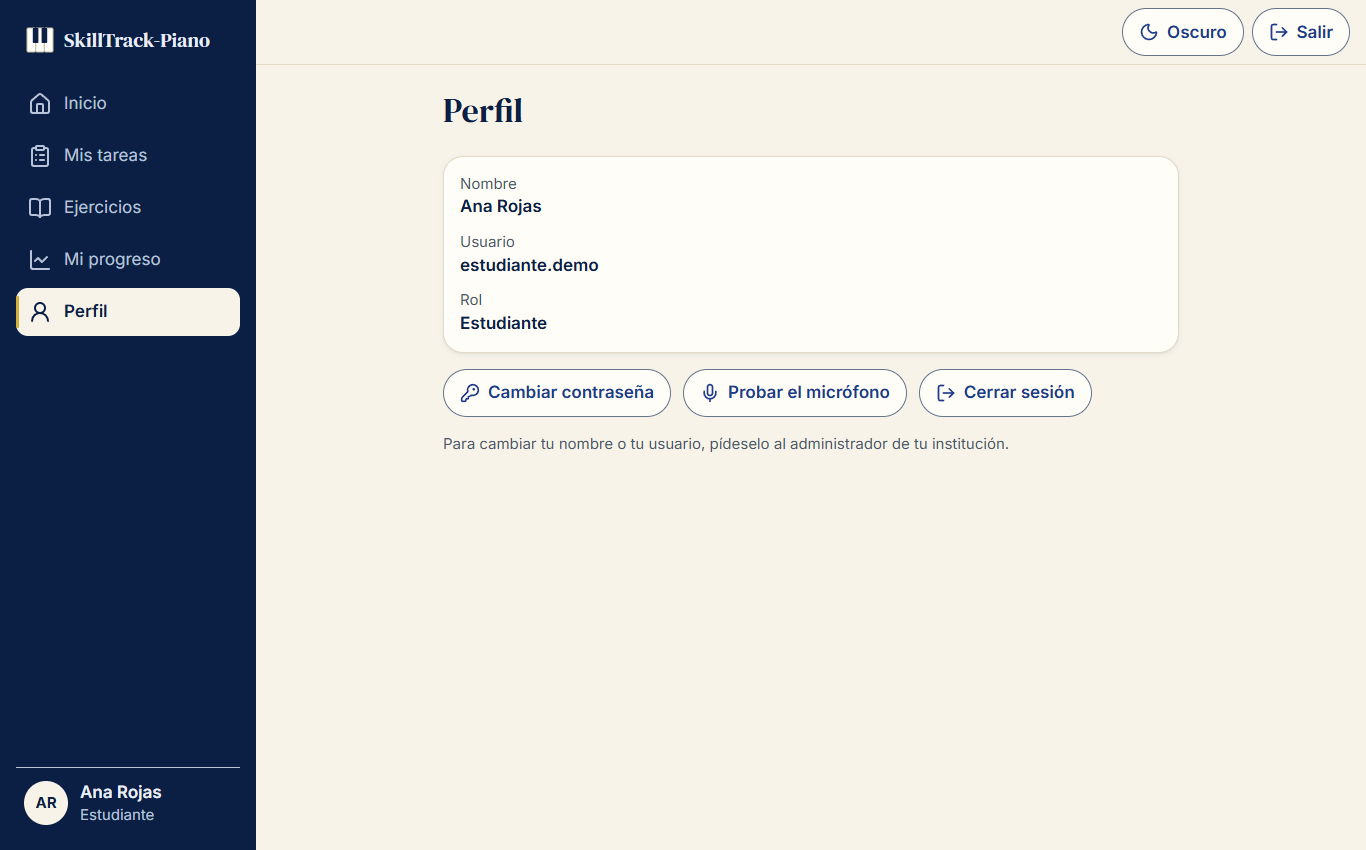 SkillTrack-Piano
Inicio
Mis tareas
Ejercicios
Mi progreso
Perfil
AR
Ana Rojas
Estudiante
Oscuro
Salir
Perfil
Nombre
Ana Rojas
Usuario
estudiante.demo
Rol
Estudiante
Cambiar contraseña
Probar el micrófono
Cerrar sesión
Para cambiar tu nombre o tu usuario, pídeselo al administrador de tu institución.